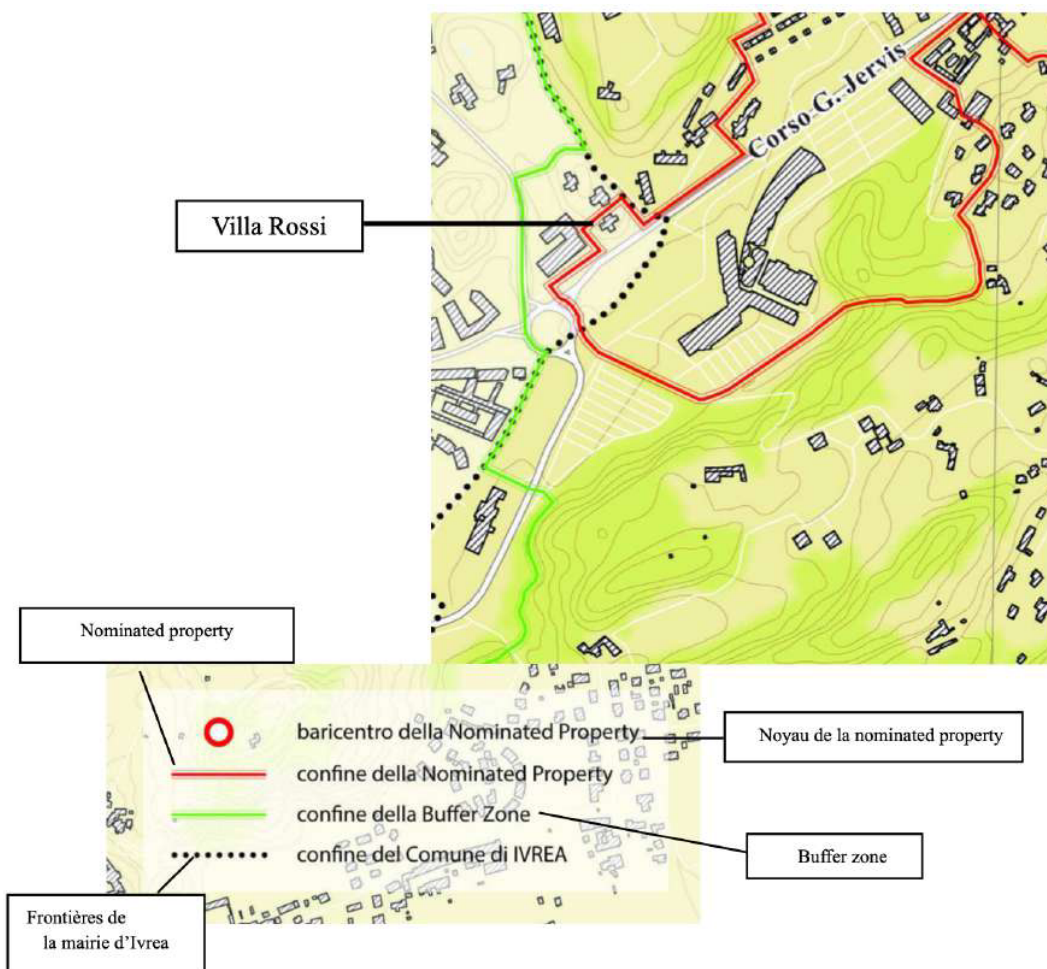 Corso G. Jervis
Villa Rossi
Nominated property
baricentro della Nominated Property
Noyau de la nominated property
confine della Nominated Property
confine della Buffer Zone
confine del Comune di IVREA
Buffer zone
Frontières de
la mairie d’Ivrea